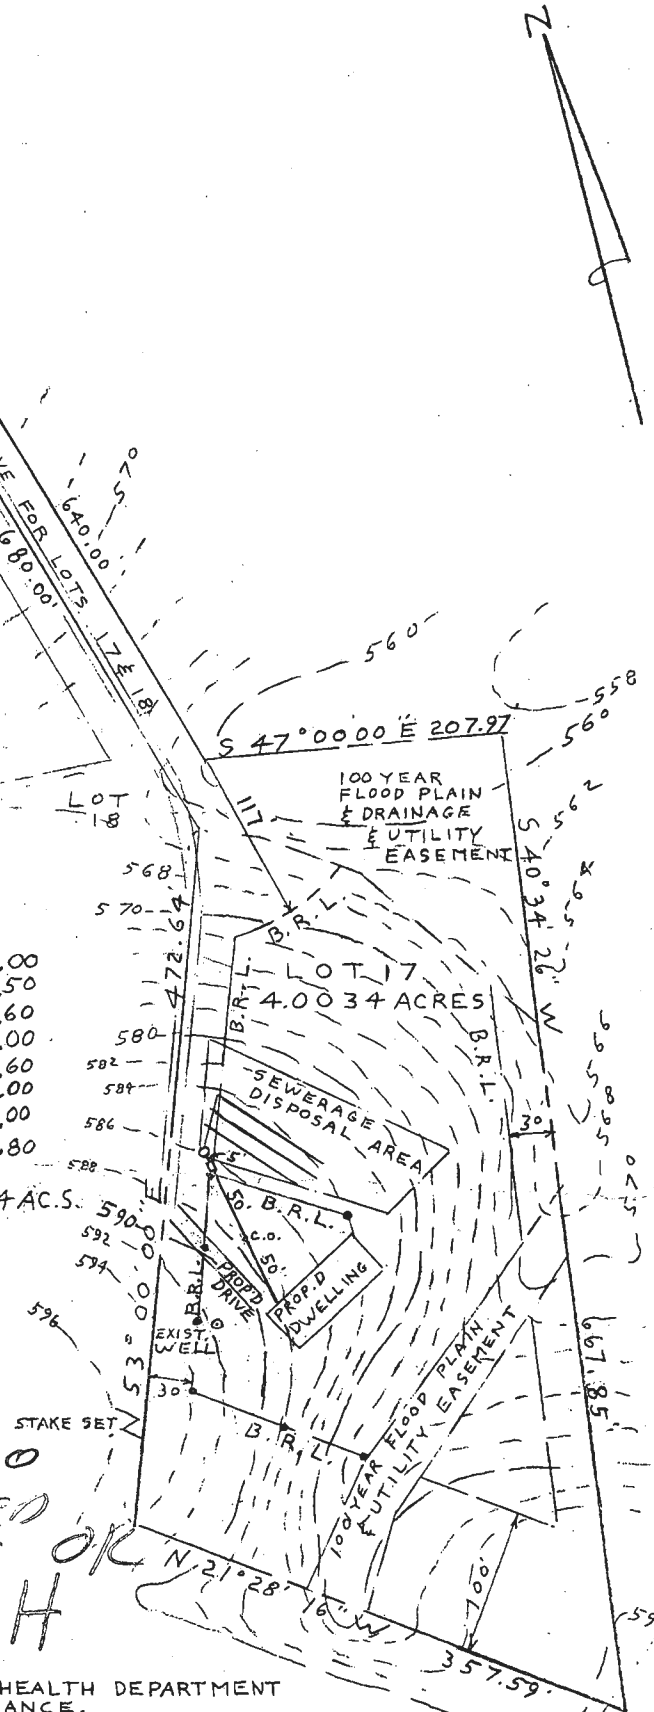 N
570
640.00
VE FOR LOTS 17 & 18
680.00'
560
558
S 47°00'00"E 207.97
560
100 YEAR
FLOOD PLAIN
& DRAINAGE
& UTILITY
EASEMENT
LOT
18
117
562
S 40°34'26" W
564
568
570
B.R.L.
472.64'
LOT 17
4.0034 ACRES
.00
.50
.60
.00
.60
.00
.00
.80
B.R.L.
B.R.L.
580
582
584
566
568
SEWERAGE
DISPOSAL AREA
30
586
588
5'
570
4 AC.S.
50'
B.R.L.
590
C.O.
592
594
50'
B.R.L.
PROP.D
DRIVE
PROP.D
DWELLING
596
EXIST.
WELL
53°00'00"E
667.85'
30
100 YEAR FLOOD PLAIN
& UTILITY EASEMENT
STAKE SET
B.R.L.
OK
N 21°28'16" W
100'
H
357.59'
59
HEALTH DEPARTMENT
ANCE.